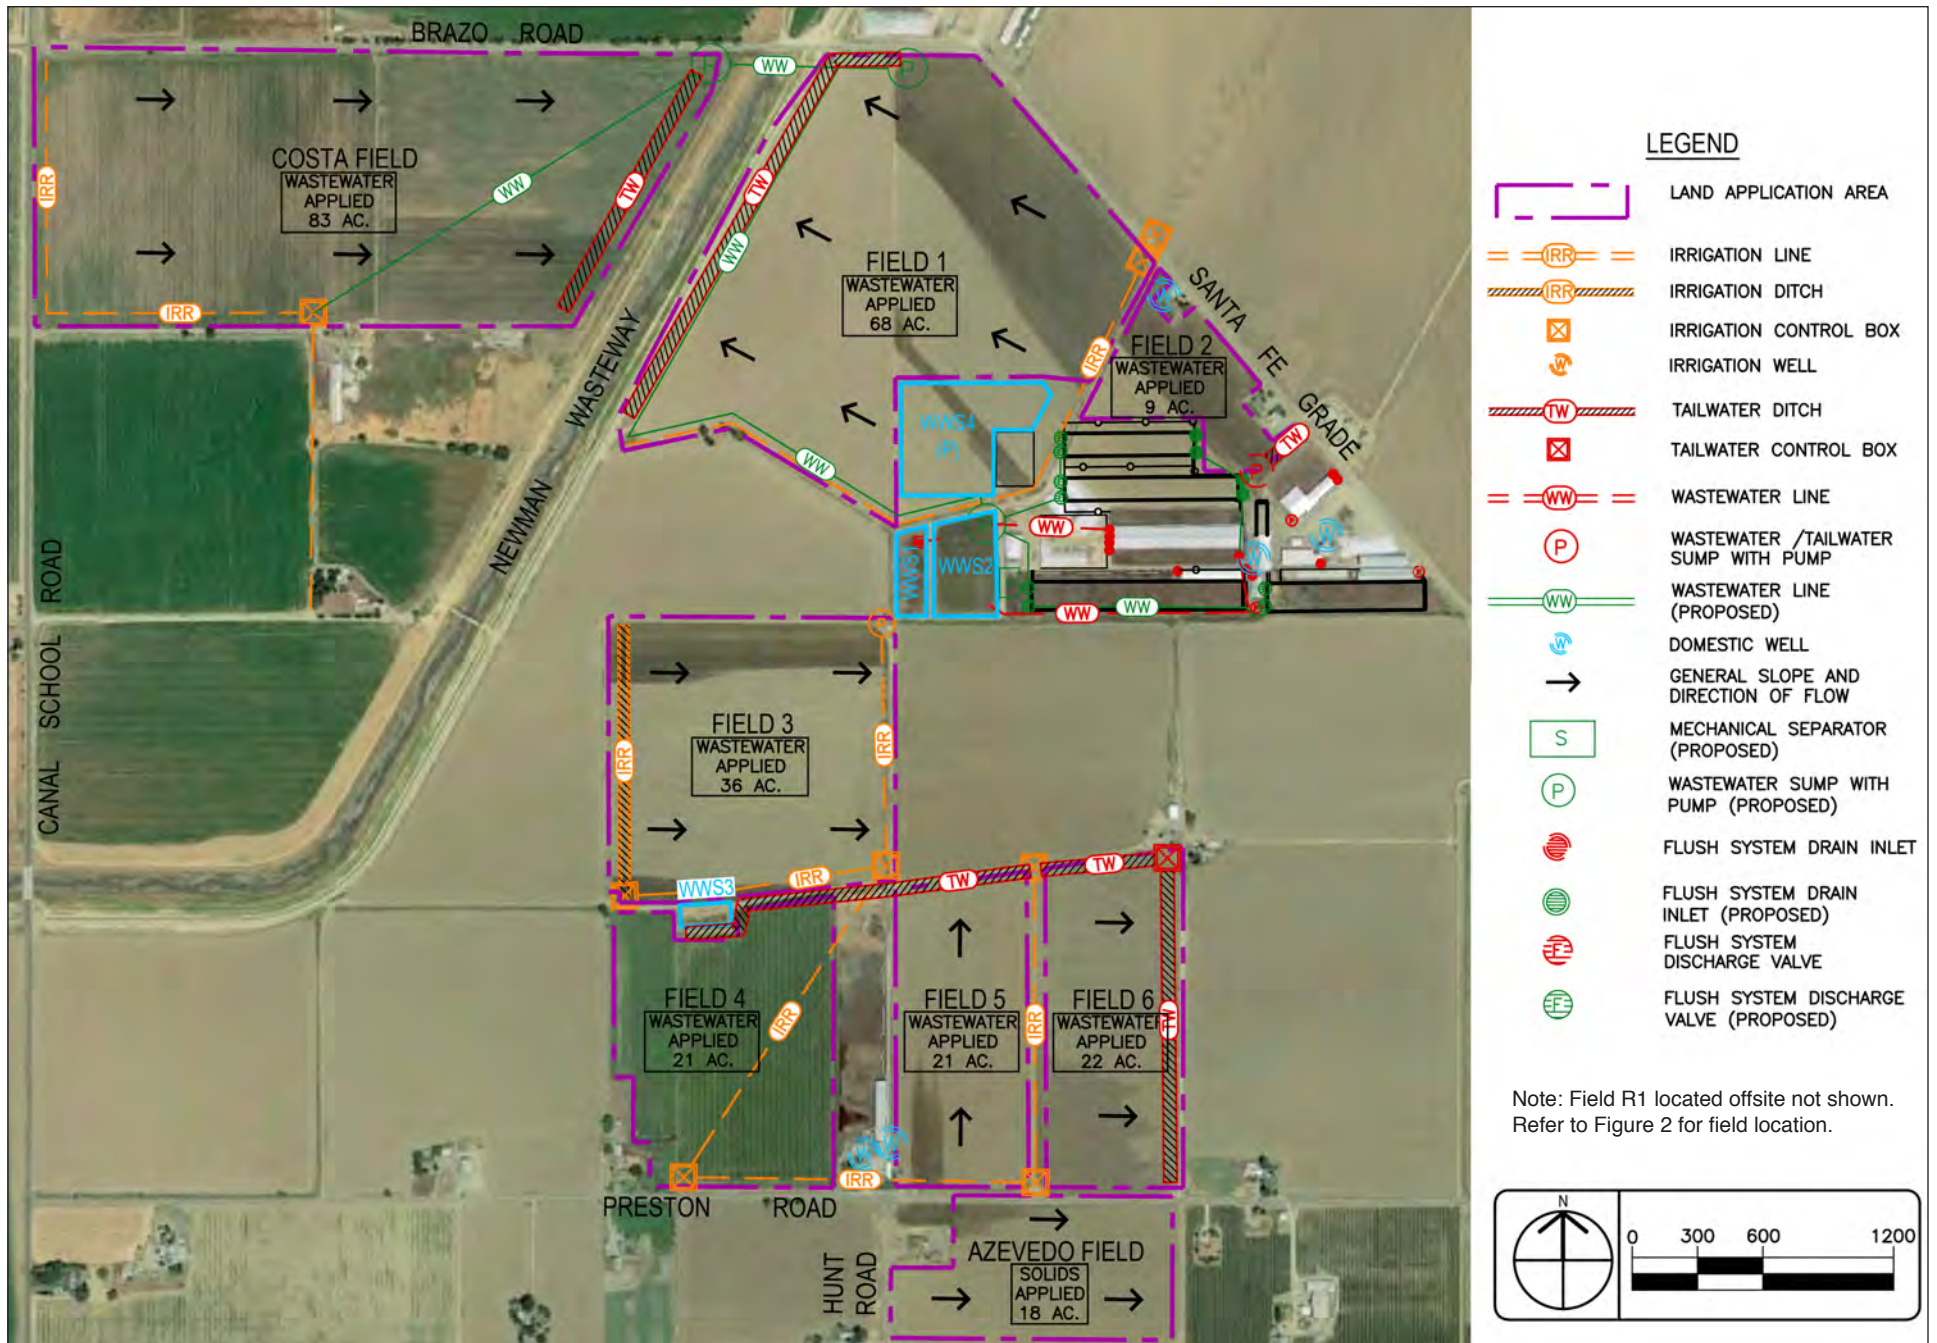 BRAZO ROAD
WW
P
P
COSTA FIELD
WASTEWATER
APPLIED
83 AC.
IRR
WW
TW
IRR
TW
WW
FIELD 1
WASTEWATER
APPLIED
68 AC.
SANTA FE GRADE
W
FIELD 2
WASTEWATER
APPLIED
9 AC.
IRR
NEWMAN WASTEWAY
WWS4
(P)
WW
TW
P
WW
WWS1
WWS2
W
W
WW
WW
CANAL SCHOOL ROAD
P
FIELD 3
WASTEWATER
APPLIED
36 AC.
IRR
IRR
WWS3
IRR
TW
TW
FIELD 4
WASTEWATER
APPLIED
21 AC.
IRR
FIELD 5
WASTEWATER
APPLIED
21 AC.
IRR
FIELD 6
WASTEWATER
APPLIED
22 AC.
TW
W
W
IRR
PRESTON ROAD
HUNT
ROAD
AZEVEDO FIELD
SOLIDS
APPLIED
18 AC.
LEGEND
LAND APPLICATION AREA
IRR IRRIGATION LINE
IRR IRRIGATION DITCH
IRRIGATION CONTROL BOX
W IRRIGATION WELL
TW TAILWATER DITCH
TAILWATER CONTROL BOX
WW WASTEWATER LINE
P WASTEWATER /TAILWATER
SUMP WITH PUMP
WW WASTEWATER LINE
(PROPOSED)
W DOMESTIC WELL
GENERAL SLOPE AND
DIRECTION OF FLOW
S MECHANICAL SEPARATOR
(PROPOSED)
P WASTEWATER SUMP WITH
PUMP (PROPOSED)
FLUSH SYSTEM DRAIN INLET
FLUSH SYSTEM DRAIN
INLET (PROPOSED)
F FLUSH SYSTEM
DISCHARGE VALVE
F FLUSH SYSTEM DISCHARGE
VALVE (PROPOSED)
Note: Field R1 located offsite not shown.
Refer to Figure 2 for field location.
N
0 300 600 1200